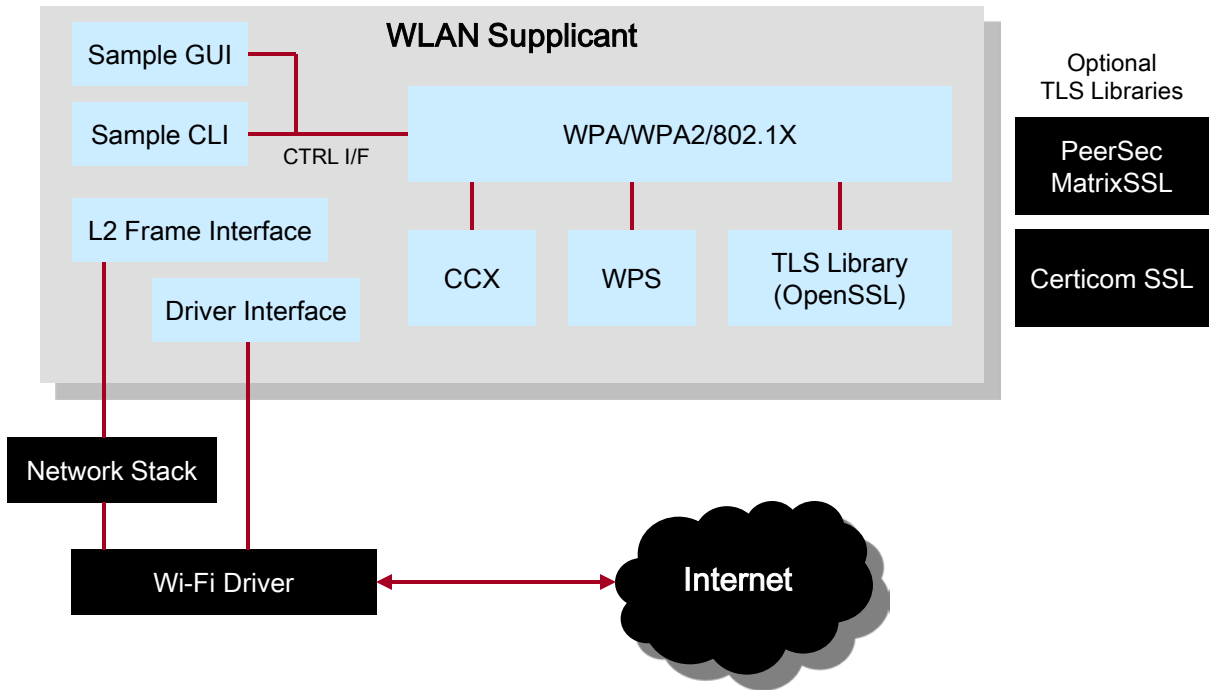 WLAN Supplicant
Sample GUI
Sample CLI
CTRL I/F
WPA/WPA2/802.1X
L2 Frame Interface
Driver Interface
CCX
WPS
TLS Library
(OpenSSL)
Optional
TLS Libraries
PeerSec
MatrixSSL
Certicom SSL
Network Stack
Wi-Fi Driver
Internet